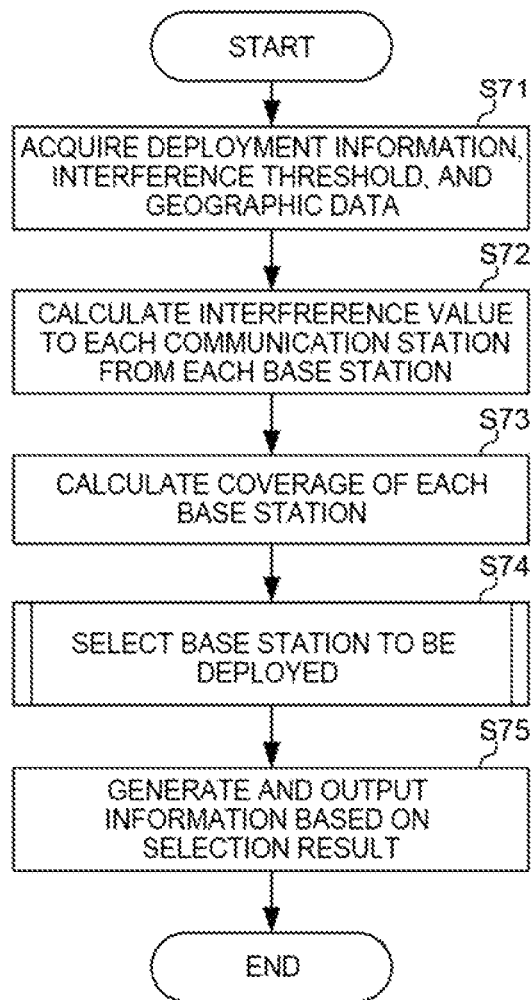 START
S71
ACQUIRE DEPLOYMENT INFORMATION,
INTERFERENCE THRESHOLD, AND
GEOGRAPHIC DATA
S72
CALCULATE INTERFRERENCE VALUE
TO EACH COMMUNICATION STATION
FROM EACH BASE STATION
S73
CALCULATE COVERAGE OF EACH
BASE STATION
S74
SELECT BASE STATION TO BE
DEPLOYED
S75
GENERATE AND OUTPUT
INFORMATION BASED ON
SELECTION RESULT
END